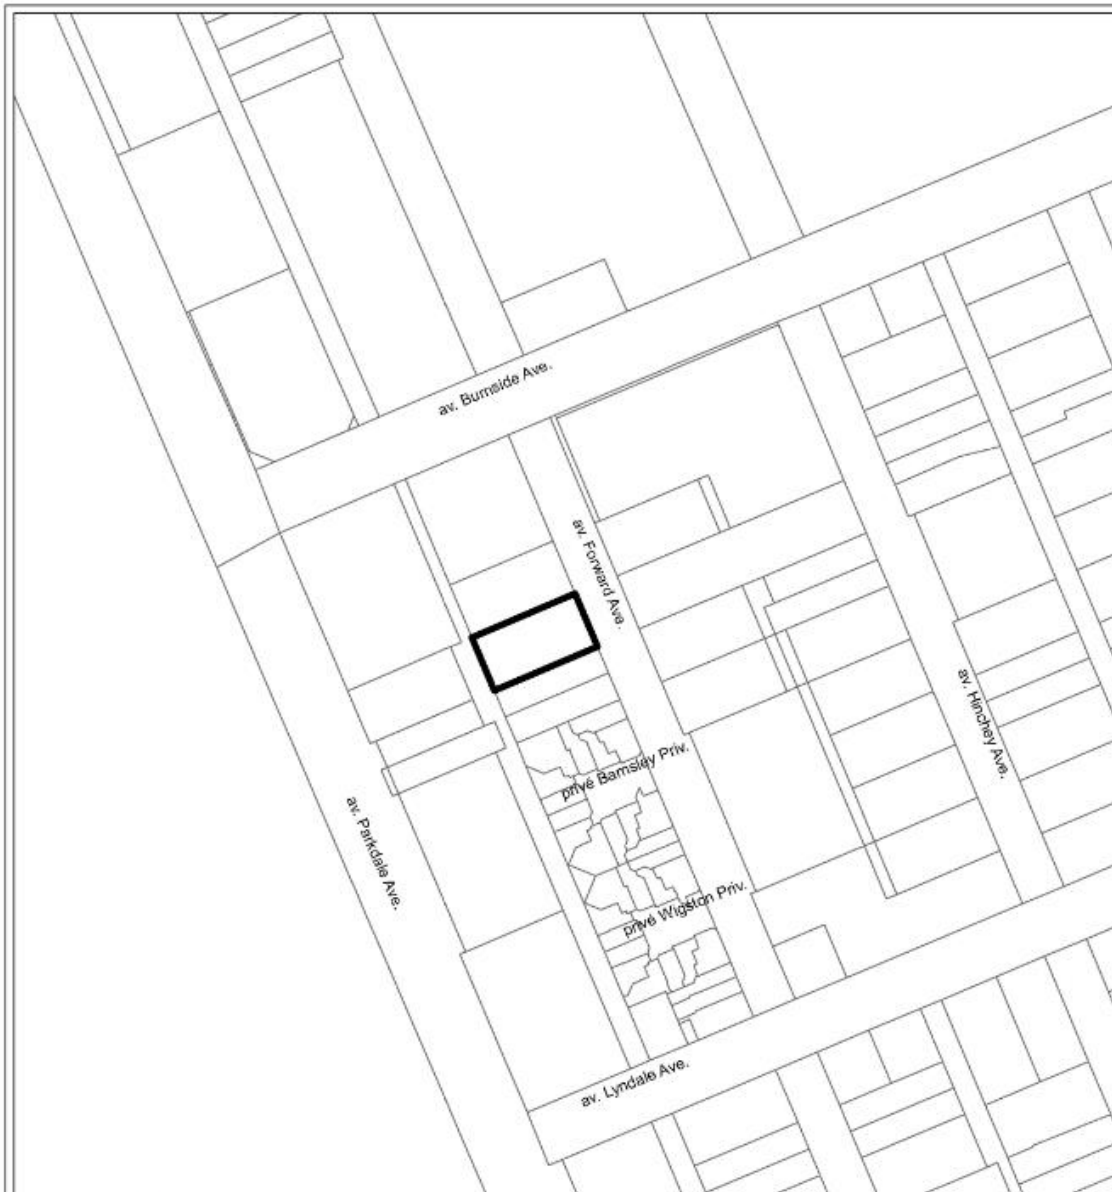 av. Burnside Ave.
av. Forward Ave.
av. Hinchey Ave.
privé Barnsley Priv.
av. Parkdale Ave.
privé Wigston Priv.
av. Lyndale Ave.